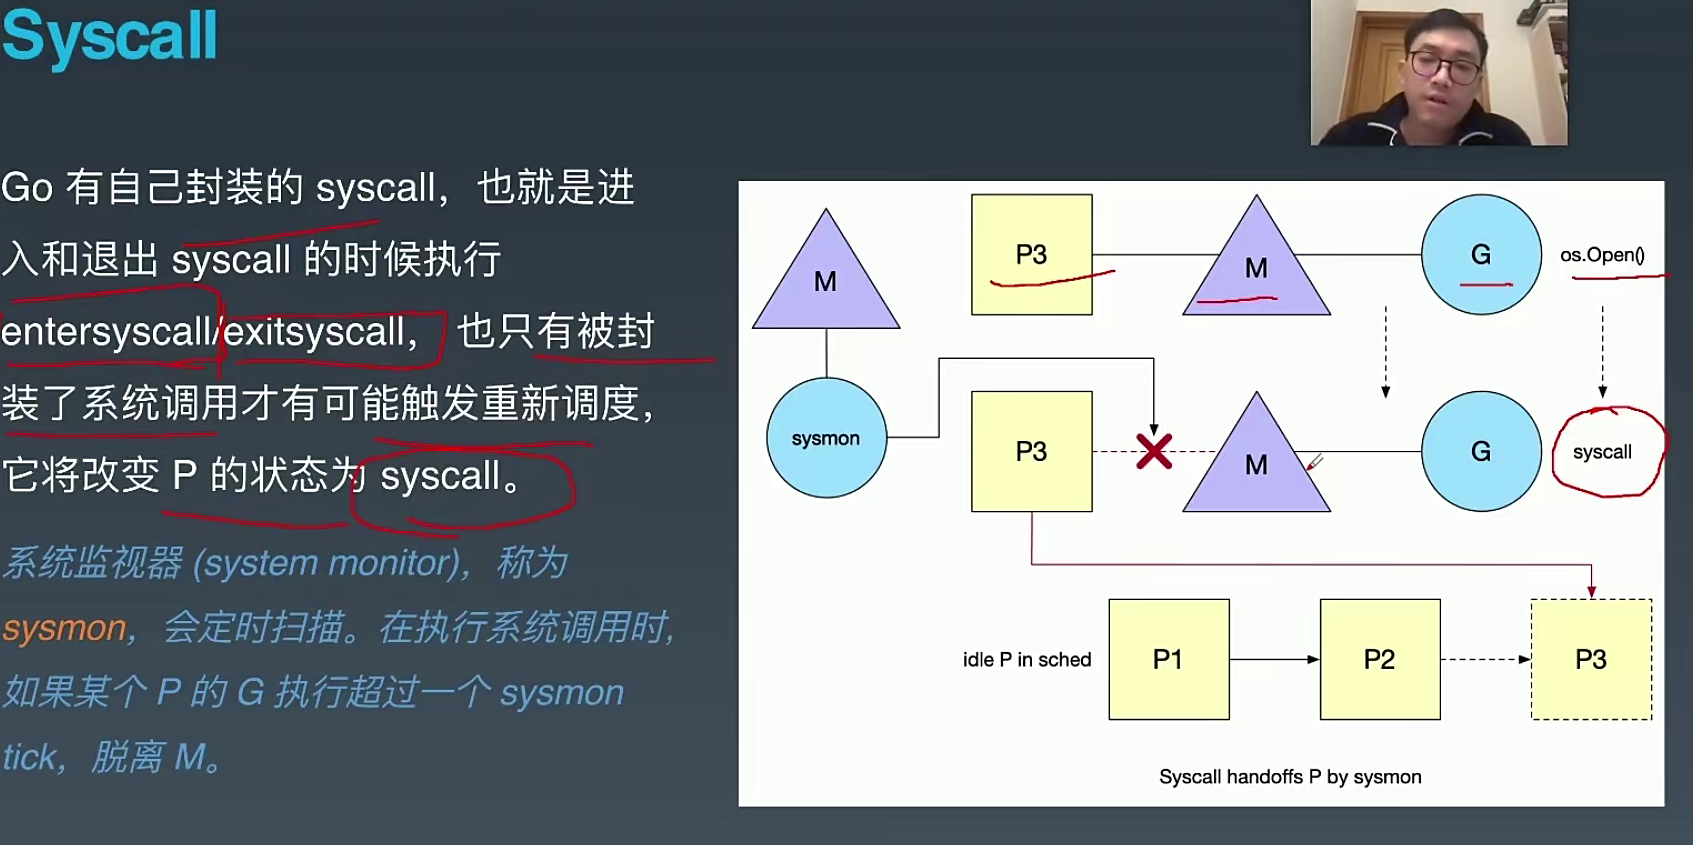 Syscall
Go 有自己封装的 syscall，也就是进
入和退出 syscall 的时候执行
entersyscall/exitsyscall，也只有被封
装了系统调用才有可能触发重新调度，
它将改变 P 的状态为 syscall。
系统监视器 (system monitor)，称为
sysmon，会定时扫描。在执行系统调用时，
如果某个 P 的 G 执行超过一个 sysmon
tick，脱离 M。
P3 M G os.Open()
M
sysmon
P3 M G syscall
idle P in sched P1 P2 P3
Syscall handoffs P by sysmon